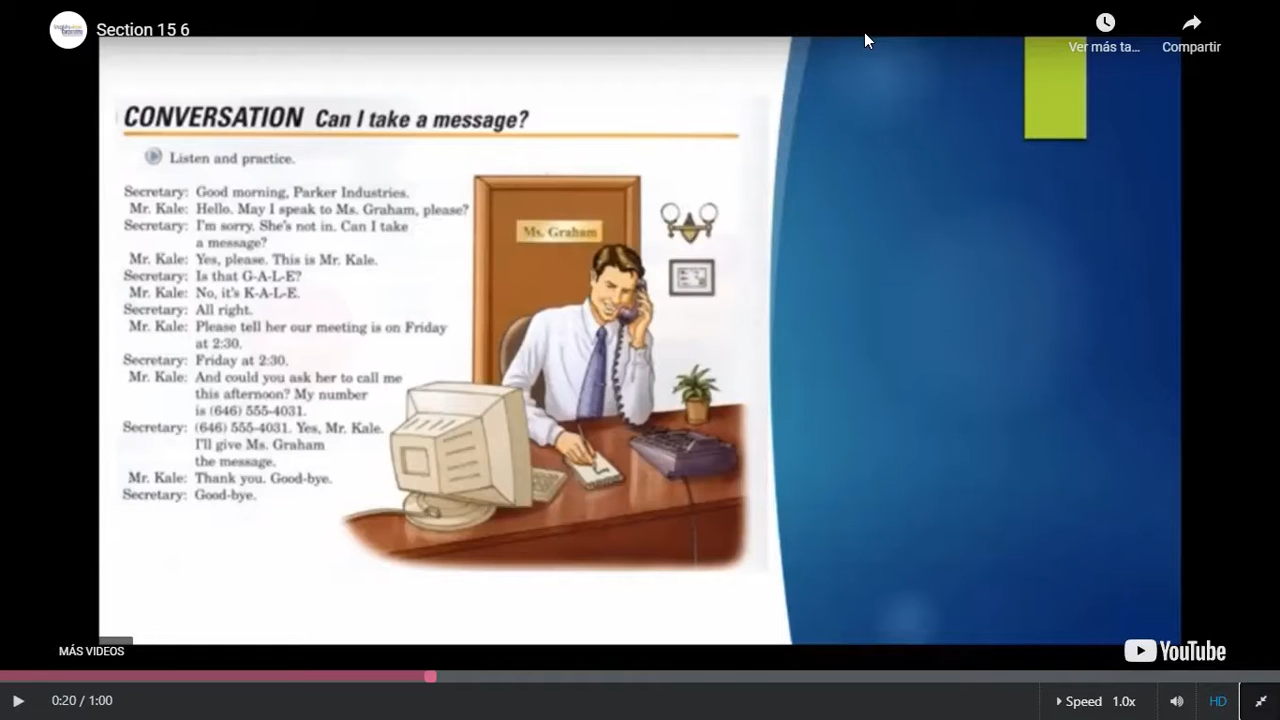 Section 15 6
Ver más ta...
Compartir
CONVERSATION Can I take a message?
Listen and practice.
Secretary: Good morning, Parker Industries.
Mr. Kale: Hello. May I speak to Ms. Graham, please?
Secretary: I'm sorry. She's not in. Can I take
a message?
Mr. Kale: Yes, please. This is Mr. Kale.
Secretary: Is that G-A-L-E?
Mr. Kale: No, it's K-A-L-E.
Secretary: All right.
Mr. Kale: Please tell her our meeting is on Friday
at 2:30.
Secretary: Friday at 2:30.
Mr. Kale: And could you ask her to call me
this afternoon? My number
is (646) 555-4031.
Secretary: (646) 555-4031. Yes, Mr. Kale.
I'll give Ms. Graham
the message.
Mr. Kale: Thank you. Good-bye.
Secretary: Good-bye.
Ms. Graham
MÁS VIDEOS
YouTube
0:20 / 1:00
Speed 1.0x
HD